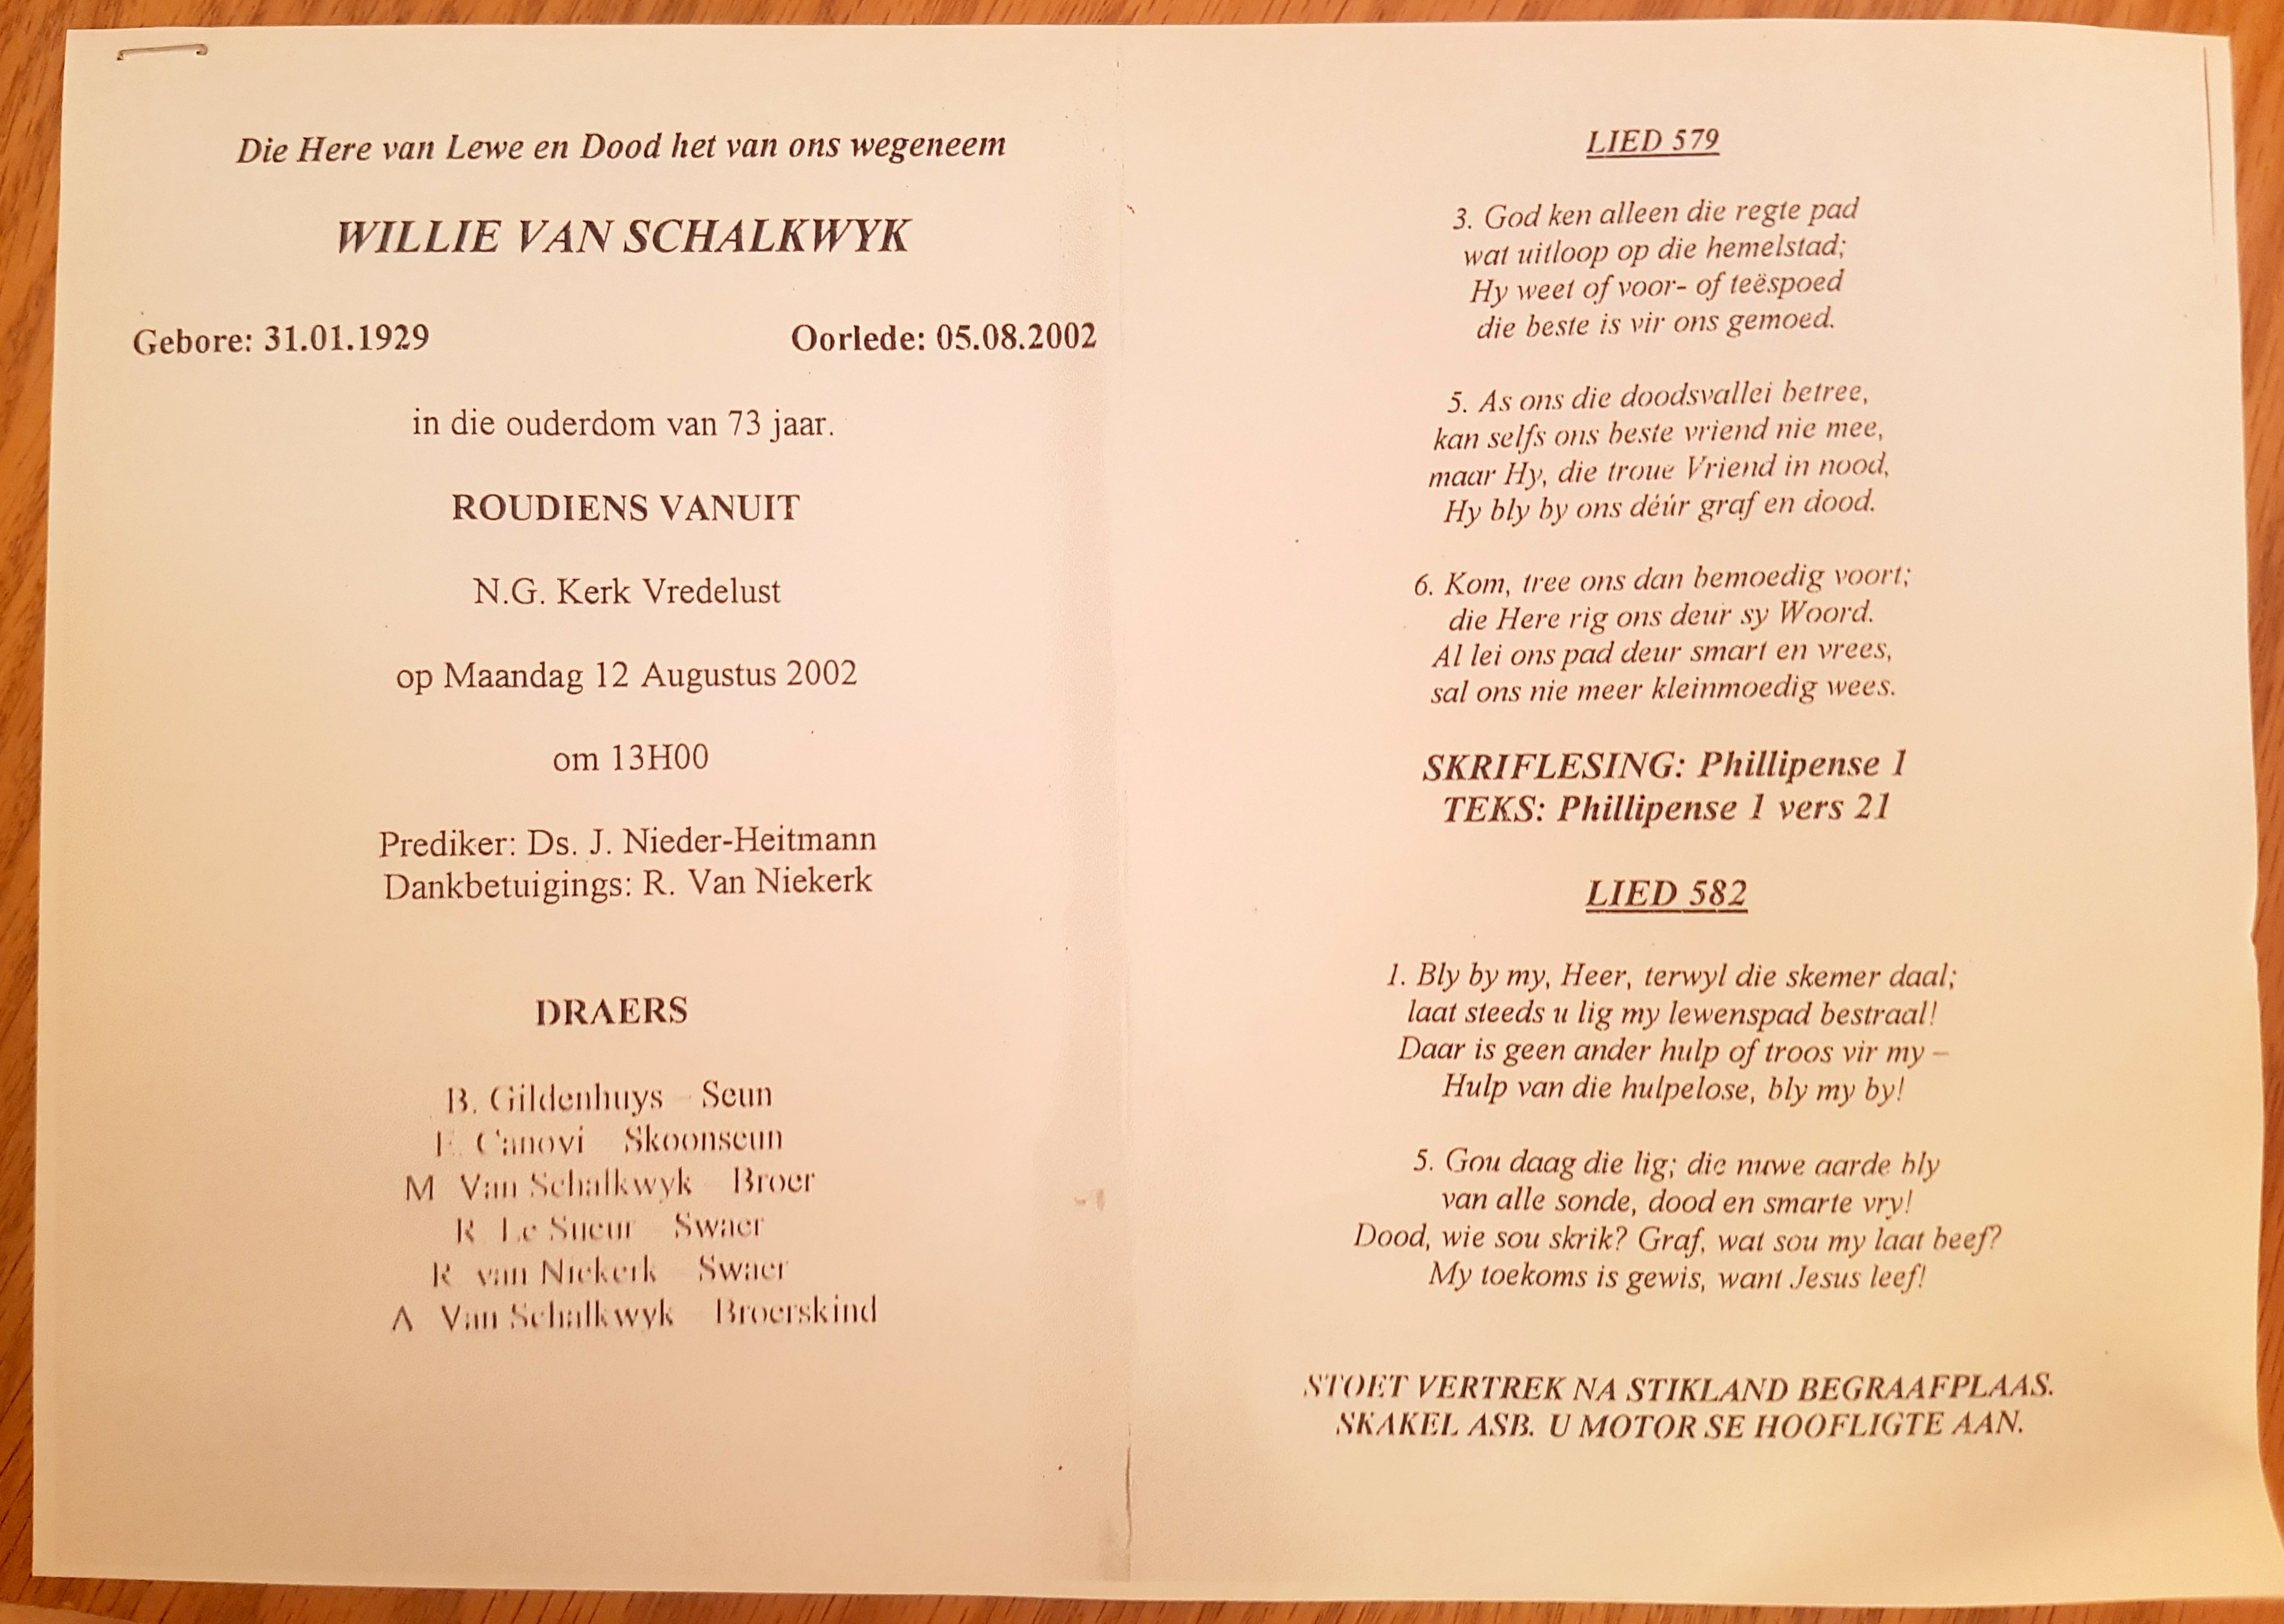 Die Here van Lewe en Dood het van ons wegeneem
WILLIE VAN SCHALKWYK
Gebore: 31.01.1929 Oorlede: 05.08.2002
in die ouderdom van 73 jaar.
ROUDIENS VANUIT
N.G. Kerk Vredelust
op Maandag 12 Augustus 2002
om 13H00
Prediker: Ds. J. Nieder-Heitmann
Dankbetuigings: R. Van Niekerk
DRAERS
B. Gildenhuys – Seun
Canovi Skoonseun
M Van Schalkwyk – Broer
R Le Sueur Swaer
R van Niekerk – Swaer
A Van Schalkwyk – Broerskind
LIED 579
3. God ken alleen die regte pad
wat uitloop op die hemelstad;
Hy weet of voor- of teëspoed
die beste is vir ons gemoed.
5. As ons die doodsvallei betree,
kan selfs ons beste vriend nie mee,
maar Hy, die troue Vriend in nood,
Hy bly by ons déúr graf en dood.
6. Kom, tree ons dan bemoedig voort;
die Here rig ons deur sy Woord.
Al lei ons pad deur smart en vrees,
sal ons nie meer kleinmoedig wees.
SKRIFLESING: Phillipense 1
TEKS: Phillipense 1 vers 21
LIED 582
1. Bly by my, Heer, terwyl die skemer daal;
laat steeds u lig my lewenspad bestraal!
Daar is geen ander hulp of troos vir my –
Hulp van die hulpelose, bly my by!
5. Gou daag die lig; die nuwe aarde bly
van alle sonde, dood en smarte vry!
Dood, wie sou skrik? Graf, wat sou my laat beef?
My toekoms is gewis, want Jesus leef!
STOET VERTREK NA STIKLAND BEGRAAFPLAAS.
SKAKEL ASB. U MOTOR SE HOOFLIGTE AAN.